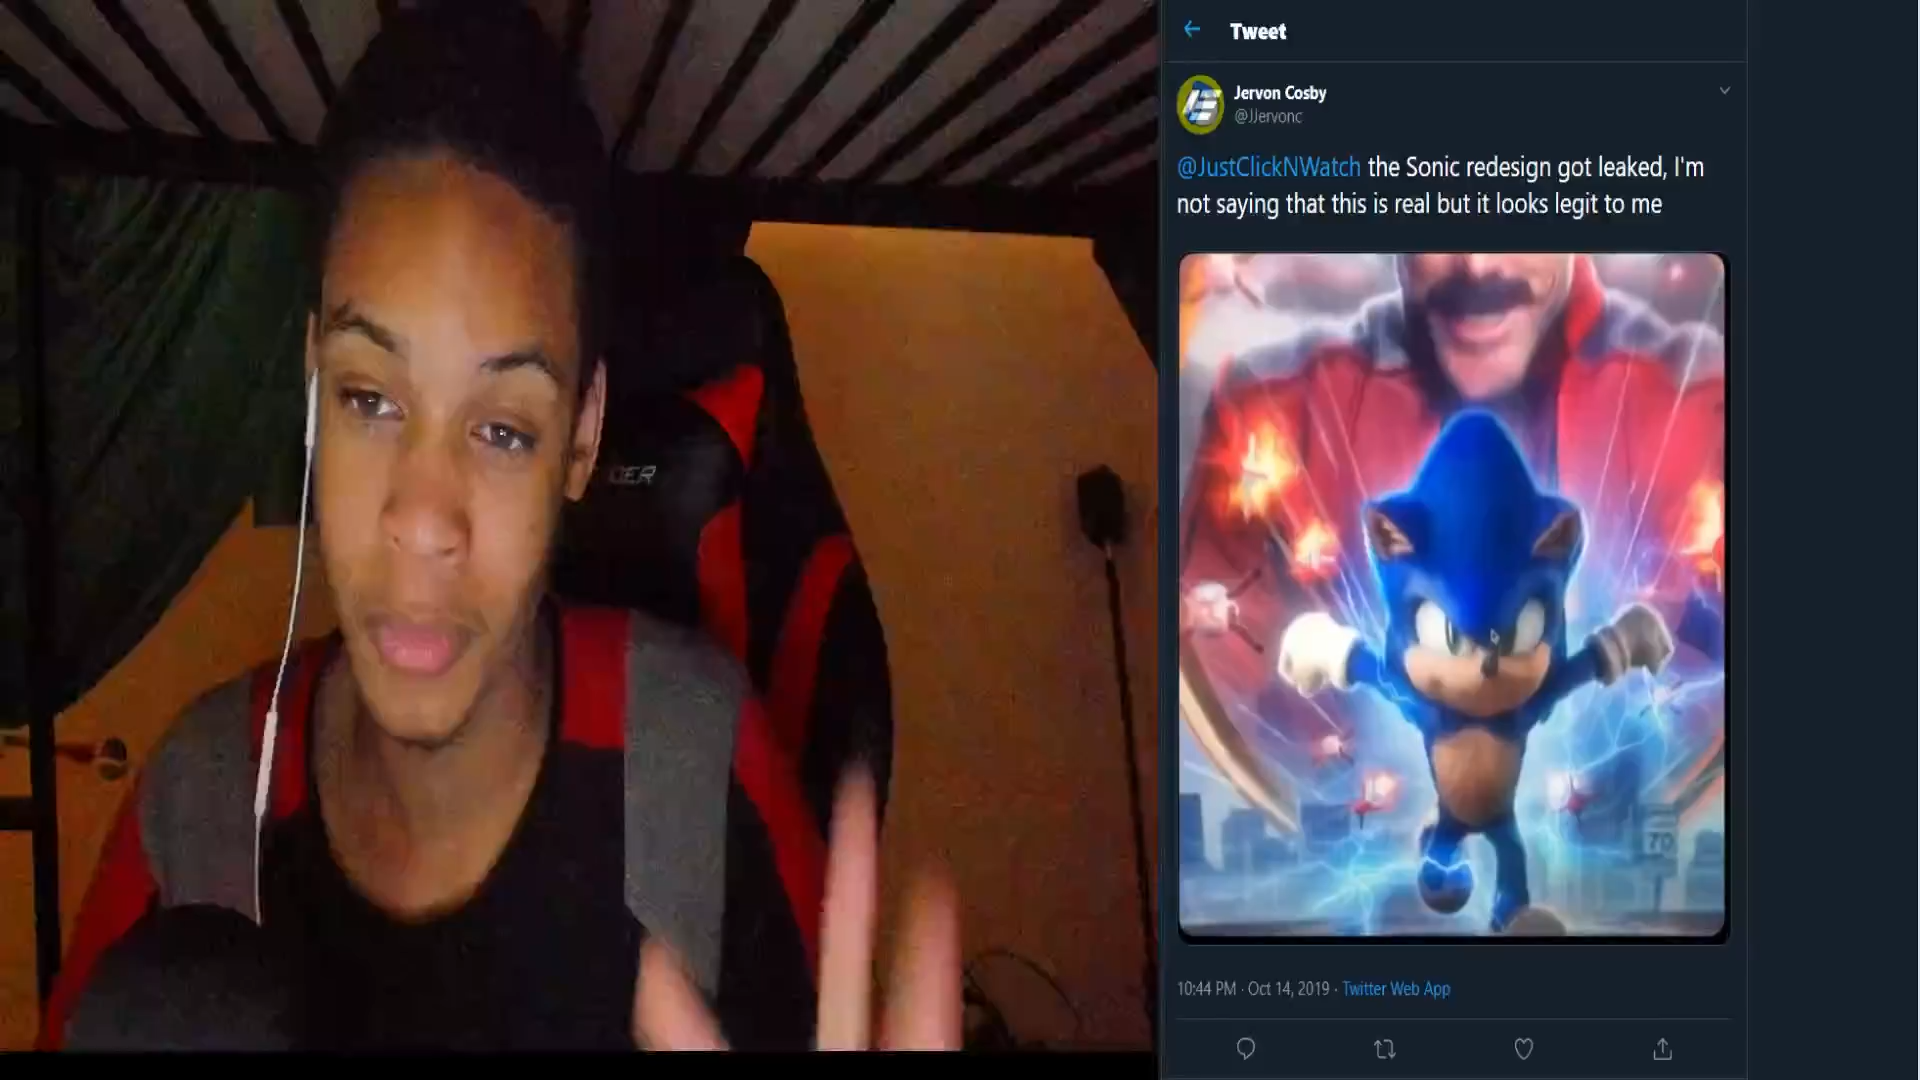 Tweet
Jervon Cosby
@JJervonc
@JustClickNWatch the Sonic redesign got leaked, I'm
not saying that this is real but it looks legit to me
70
10:44 PM · Oct 14, 2019 · Twitter Web App